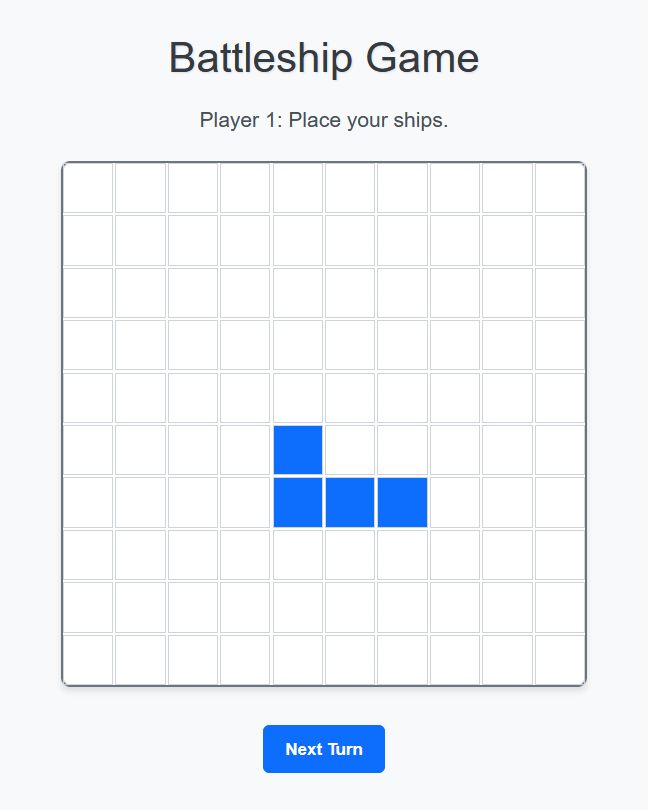 Battleship Game
Player 1: Place your ships.
Next Turn